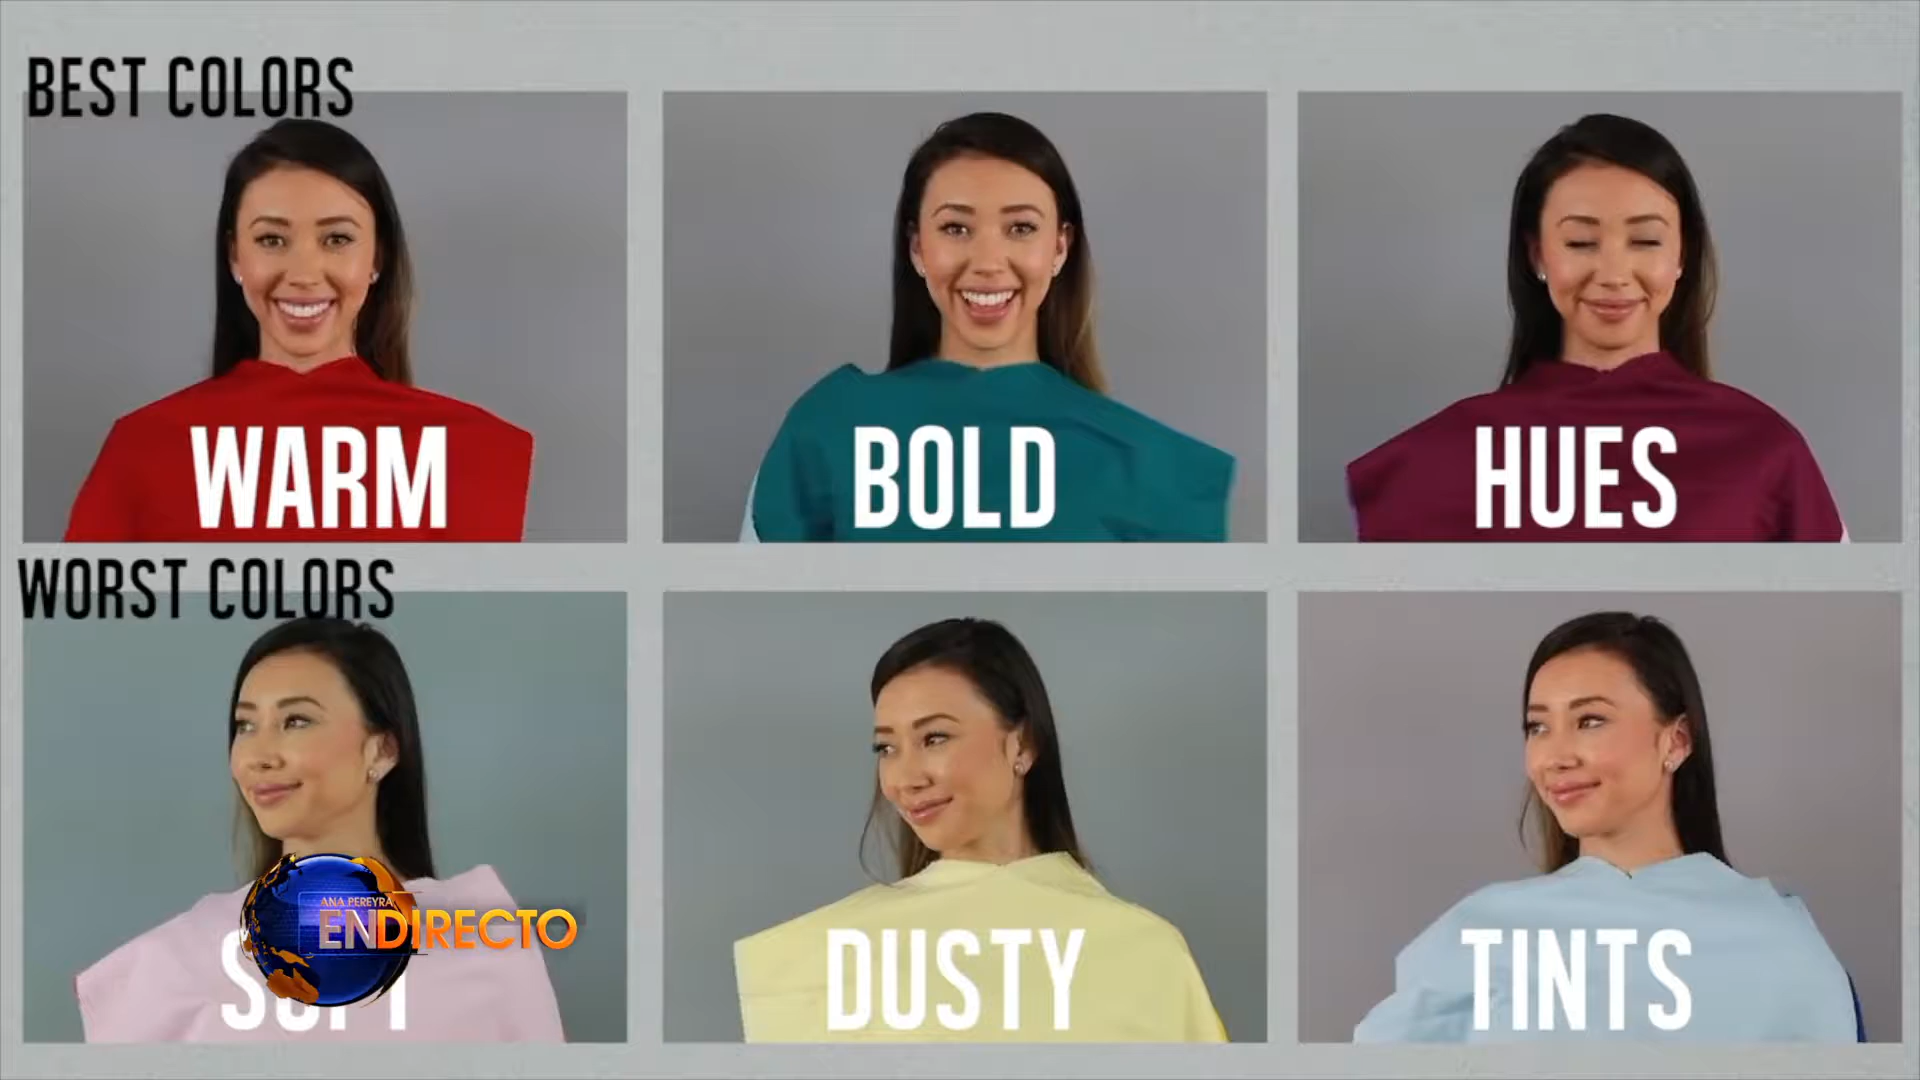 BEST COLORS
WARM
BOLD
HUES
WORST COLORS
ANA PEREYRA
ENDIRECTO
DUSTY
TINTS